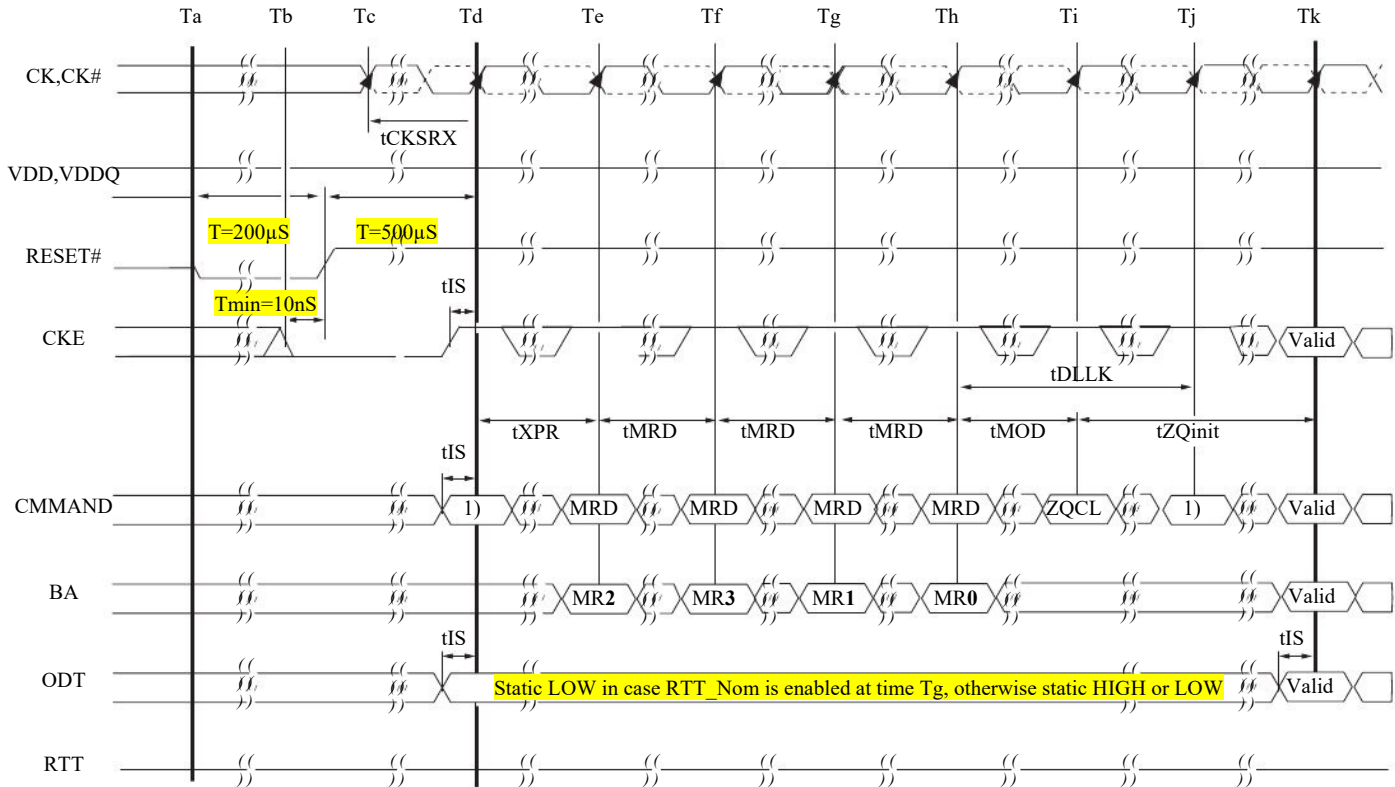 Ta Tb Tc Td Te Tf Tg Th Ti Tj Tk
CK,CK#
tCKSRX
VDD,VDDQ
T=200µS T=500µS
RESET#
Tmin=10nS tIS
CKE Valid
tDLLK
tXPR tMRD tMRD tMRD tMOD tZQinit
tIS
CMMAND 1) MRD MRD MRD MRD ZQCL 1) Valid
BA MR2 MR3 MR1 MR0 Valid
tIS tIS
ODT Static LOW in case RTT_Nom is enabled at time Tg, otherwise static HIGH or LOW Valid
RTT